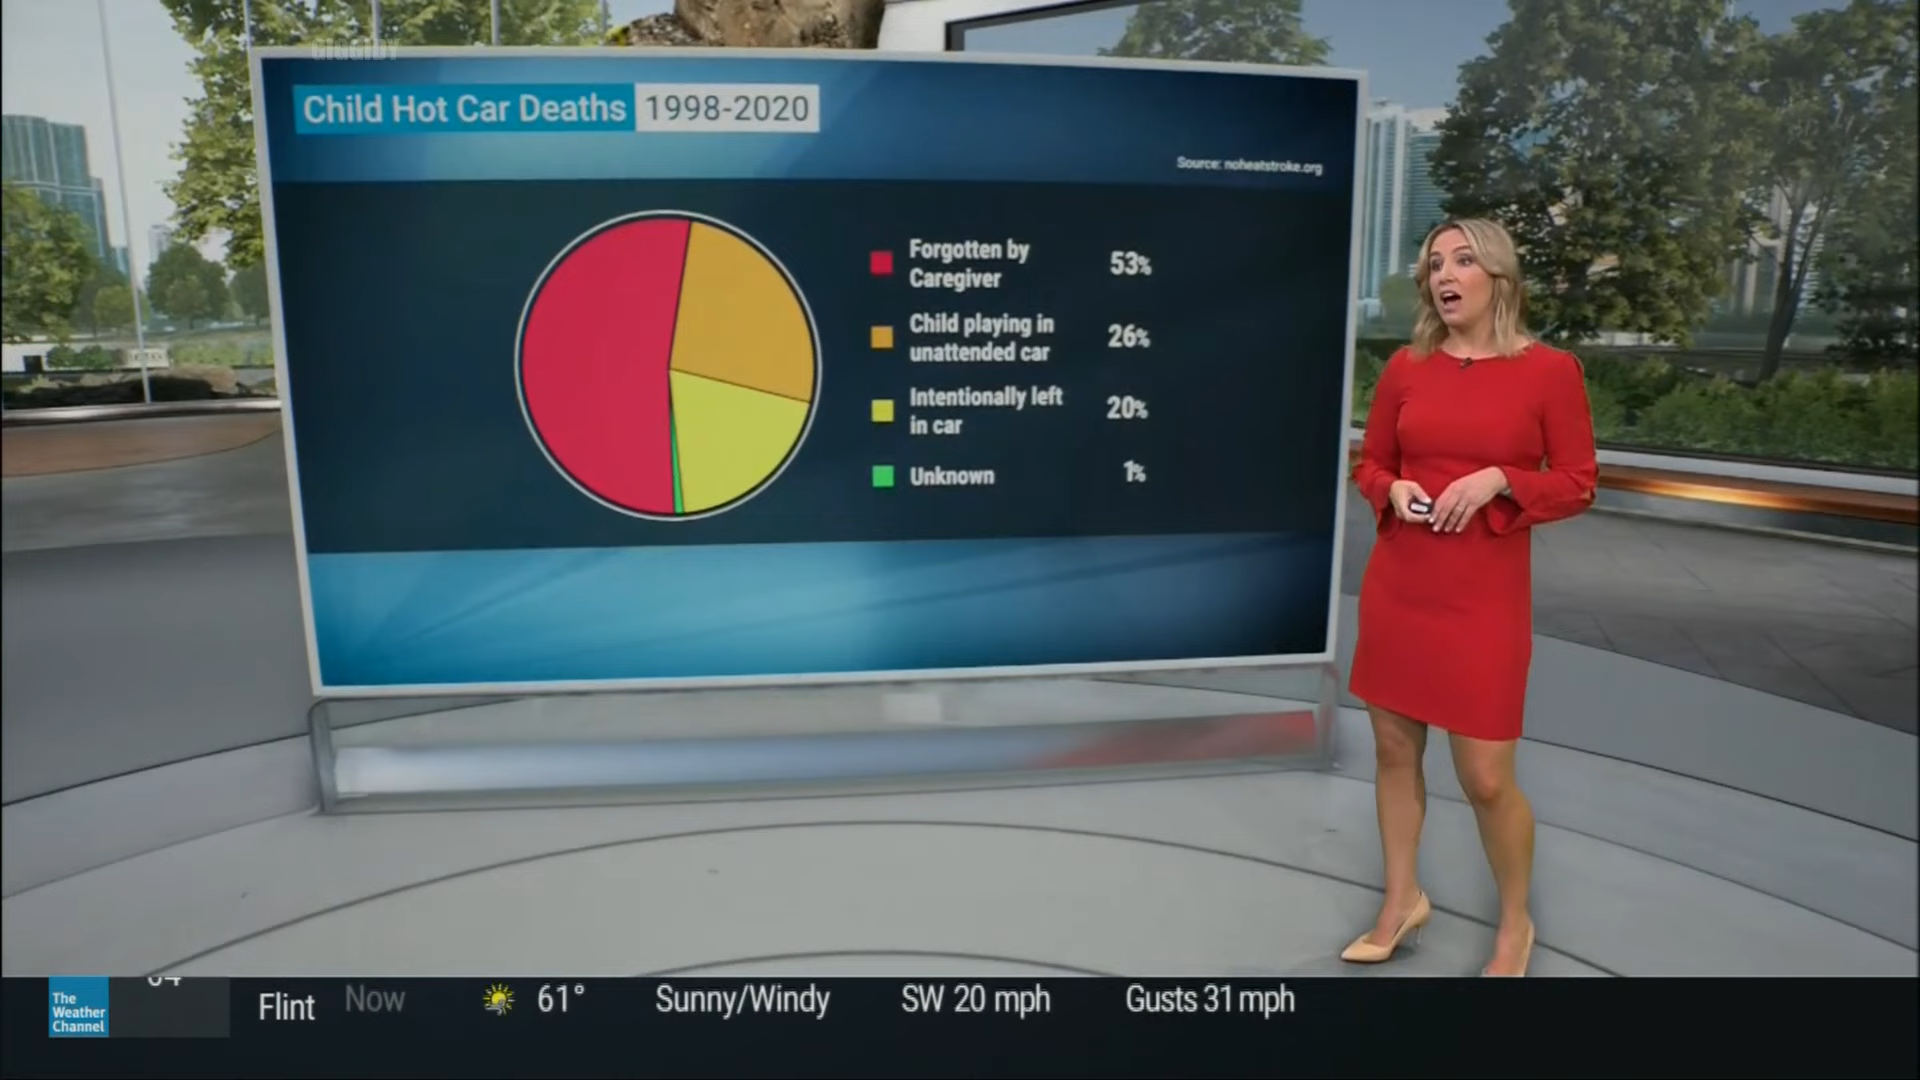 Child Hot Car Deaths 1998-2020
Source: noheatstroke.org
Forgotten by
Caregiver
53%
Child playing in
unattended car
26%
Intentionally left
in car
20%
Unknown
1%
The
Weather
Channel
Flint Now 61° Sunny/Windy SW 20 mph Gusts 31 mph